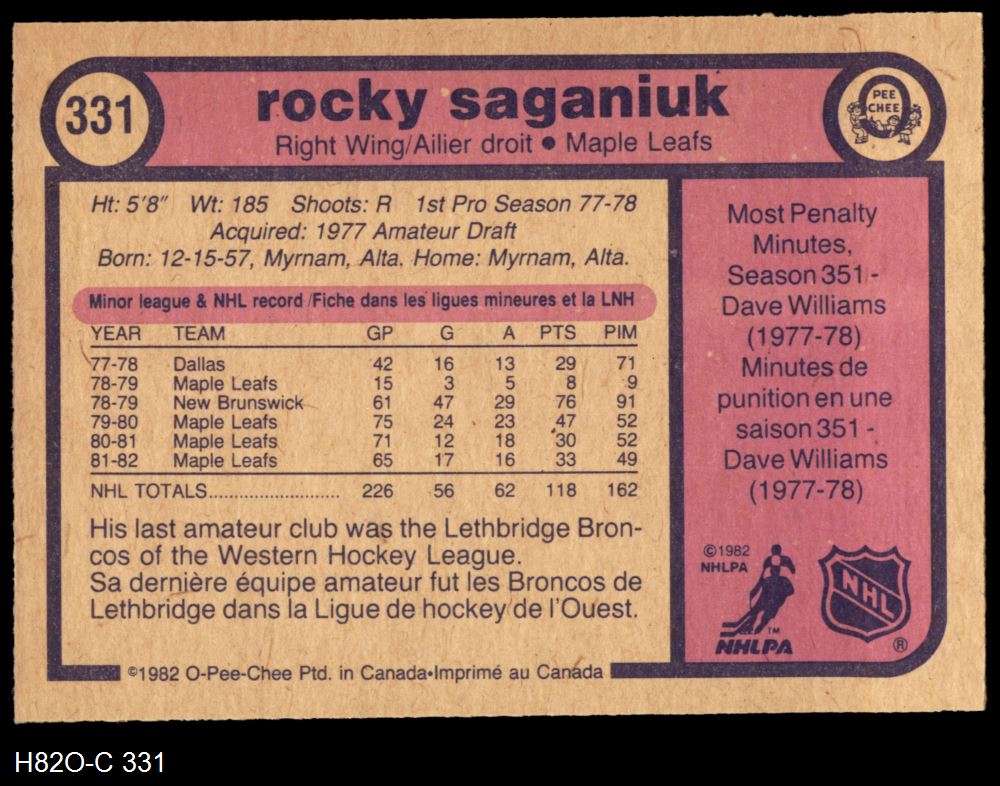 331
rocky saganiuk
Right Wing/Ailier droit ● Maple Leafs
O
PEE
CHEE
Ht: 5'8" Wt: 185 Shoots: R 1st Pro Season 77-78
Acquired: 1977 Amateur Draft
Born: 12-15-57, Myrnam, Alta. Home: Myrnam, Alta.
Minor league & NHL record /Fiche dans les ligues mineures et la LNH
YEAR TEAM GP G A PTS PIM
77-78 Dallas 42 16 13 29 71
78-79 Maple Leafs 15 3 5 8 9
78-79 New Brunswick 61 47 29 76 91
79-80 Maple Leafs 75 24 23 47 52
80-81 Maple Leafs 71 12 18 30 52
81-82 Maple Leafs 65 17 16 33 49
NHL TOTALS...................... 226 56 62 118 162
His last amateur club was the Lethbridge Bron-
cos of the Western Hockey League.
Sa dernière équipe amateur fut les Broncos de
Lethbridge dans la Ligue de hockey de l'Ouest.
©1982 O-Pee-Chee Ptd. in Canada•Imprimé au Canada
Most Penalty
Minutes,
Season 351 -
Dave Williams
(1977-78)
Minutes de
punition en une
saison 351 -
Dave Williams
(1977-78)
©1982
NHLPA
TM
NHLPA
NHL
®
H82O-C 331